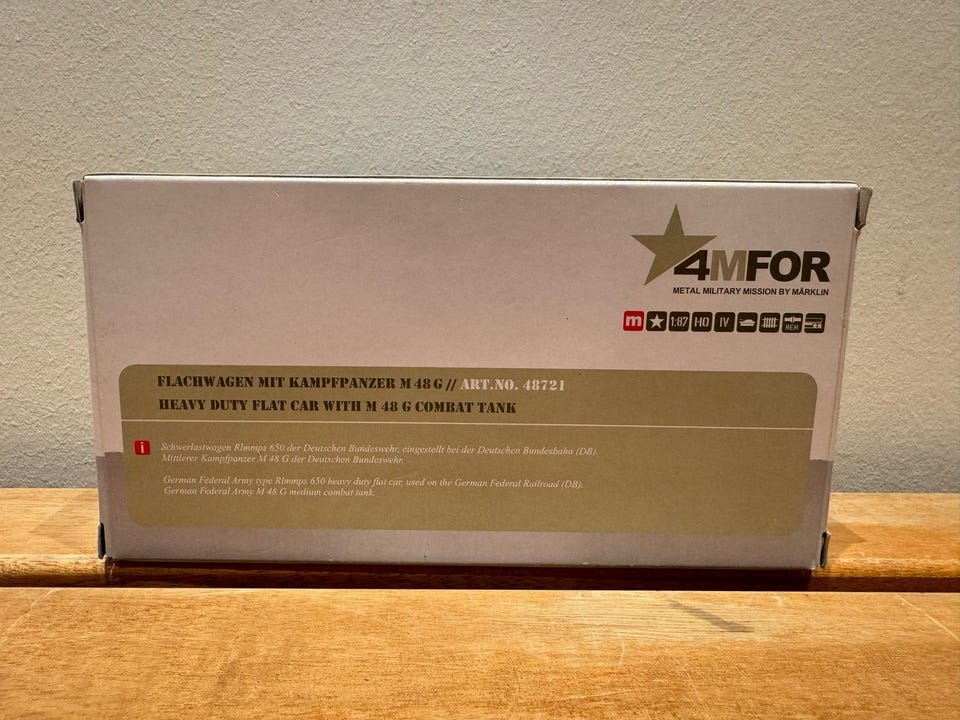 4MFOR
METAL MILITARY MISSION BY MÄRKLIN
m 1:87 HO IV NEM
FLACHWAGEN MIT KAMPFPANZER M 48 G // ART.NO. 48721
HEAVY DUTY FLAT CAR WITH M 48 G COMBAT TANK
i Schwerlastwagen Rlmmps 650 der Deutschen Bundeswehr, eingestellt bei der Deutschen Bundesbahn (DB).
Mittlerer Kampfpanzer M 48 G der Deutschen Bundeswehr.
German Federal Army type Rlmmps 650 heavy duty flat car, used on the German Federal Railroad (DB).
German Federal Army M 48 G medium combat tank.